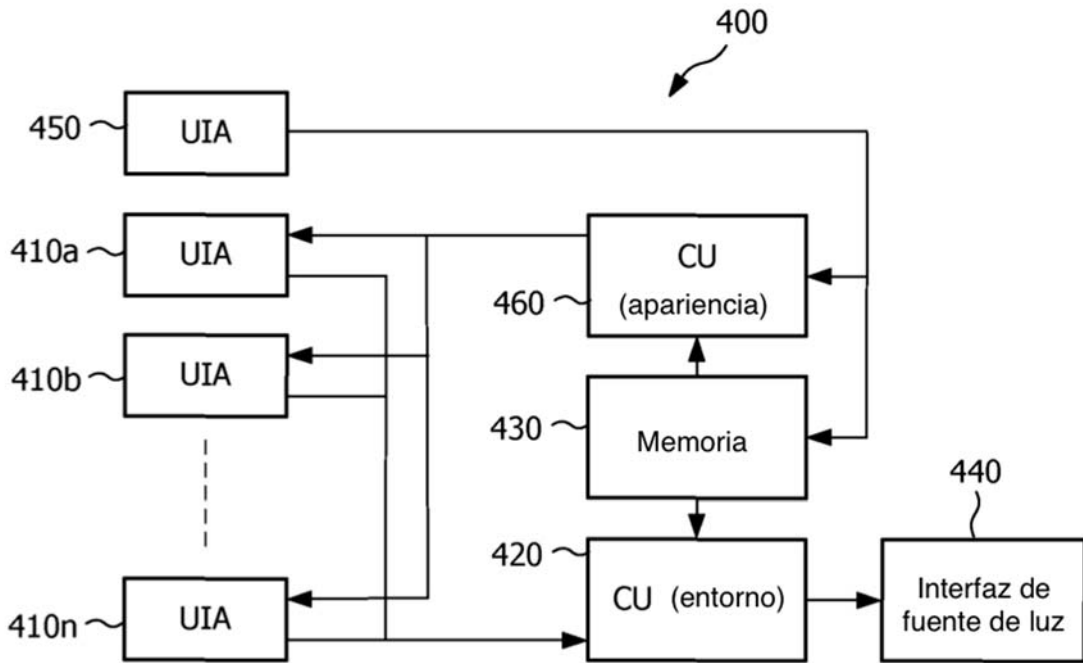 400
450
UIA
410a
UIA
CU
460
(apariencia)
410b
UIA
430
Memoria
440
420
CU (entorno)
Interfaz de
fuente de luz
410n
UIA